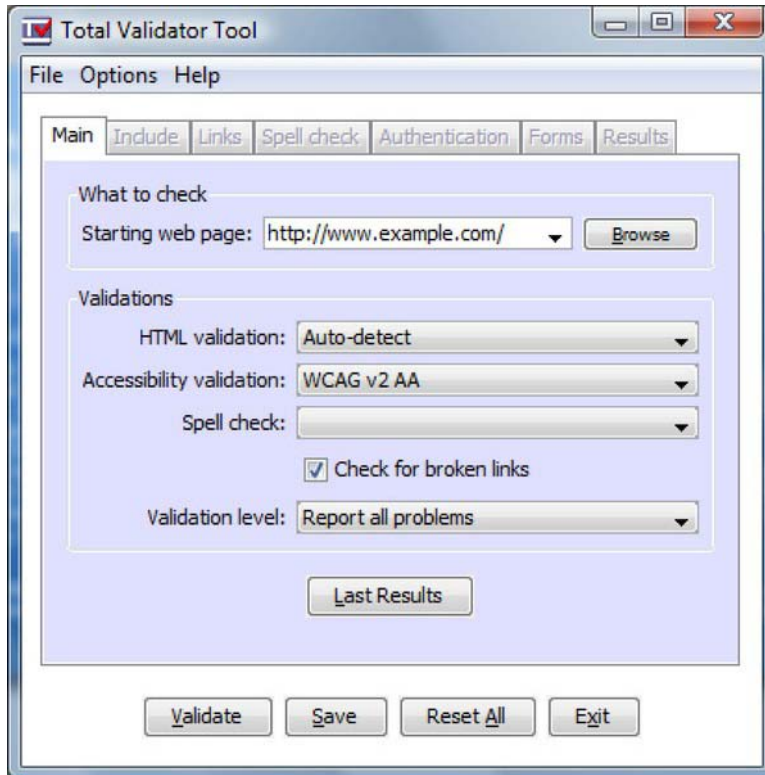 Total Validator Tool
File Options Help
Main Include Links Spell check Authentication Forms Results
What to check
Starting web page: http://www.example.com/ Browse
Validations
HTML validation: Auto-detect
Accessibility validation: WCAG v2 AA
Spell check:
Check for broken links
Validation level: Report all problems
Last Results
Validate Save Reset All Exit